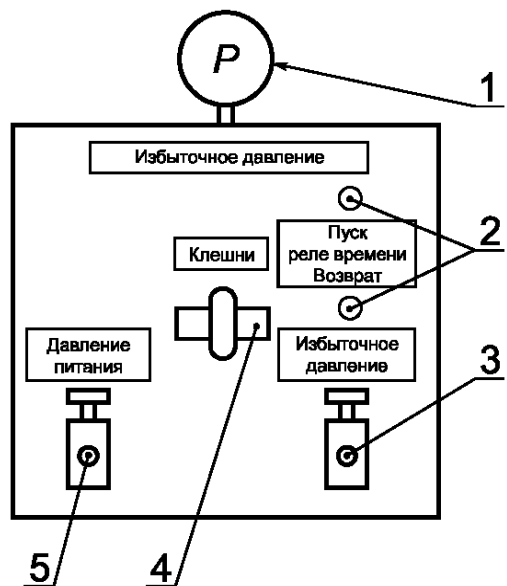 P
1
Избыточное давление
2
Пуск
реле времени
Возврат
Клешни
Давление
питания
Избыточное
давление
3
5
4